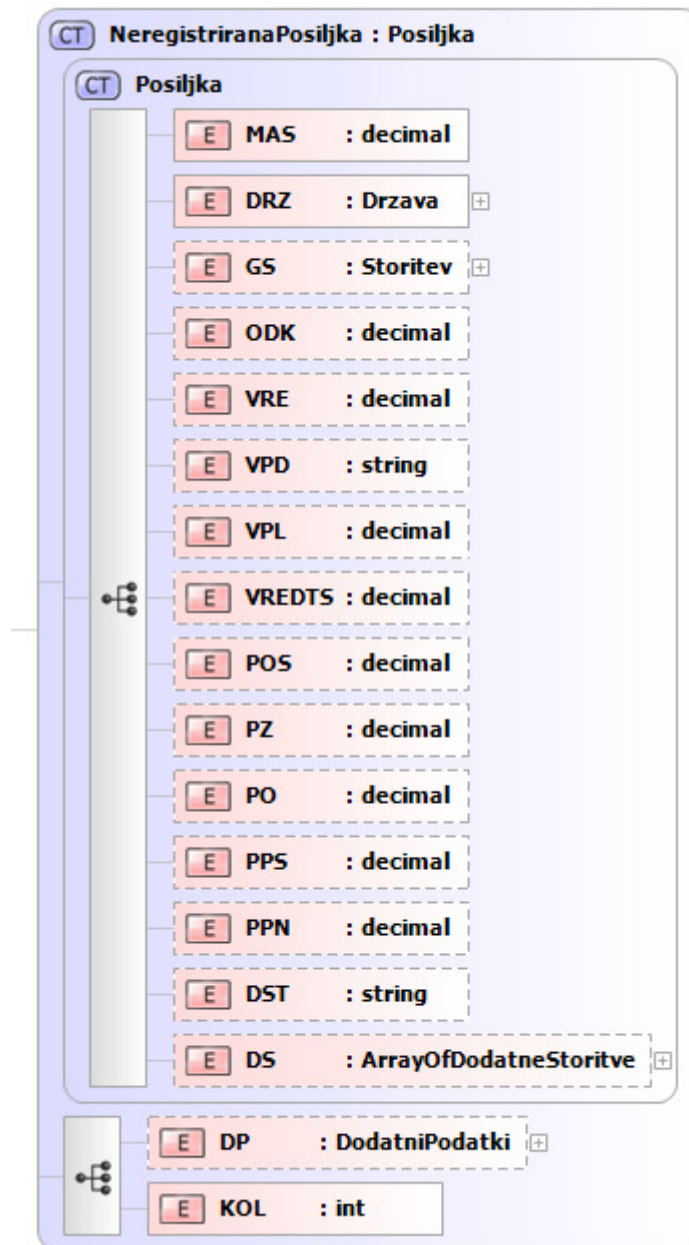 CT NeregistriranaPosiljka : Posiljka
CT Posiljka
E MAS : decimal
E DRZ : Drzava
E GS : Storitev
E ODK : decimal
E VRE : decimal
E VPD : string
E VPL : decimal
E VREDTS : decimal
E POS : decimal
E PZ : decimal
E PO : decimal
E PPS : decimal
E PPN : decimal
E DST : string
E DS : ArrayOfDodatneStoritve
E DP : DodatniPodatki
E KOL : int